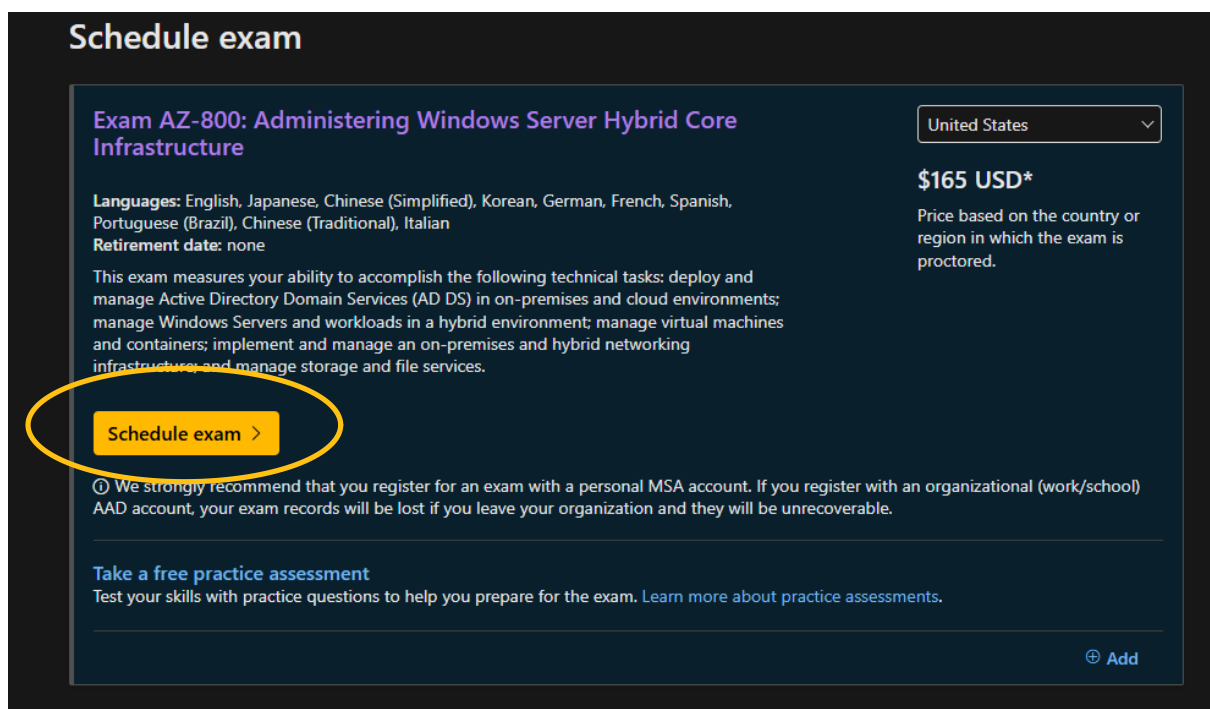 Schedule exam
Exam AZ-800: Administering Windows Server Hybrid Core
Infrastructure
Languages: English, Japanese, Chinese (Simplified), Korean, German, French, Spanish,
Portuguese (Brazil), Chinese (Traditional), Italian
Retirement date: none
This exam measures your ability to accomplish the following technical tasks: deploy and
manage Active Directory Domain Services (AD DS) in on-premises and cloud environments;
manage Windows Servers and workloads in a hybrid environment; manage virtual machines
and containers; implement and manage an on-premises and hybrid networking
infrastructure; and manage storage and file services.
United States
$165 USD*
Price based on the country or
region in which the exam is
proctored.
Schedule exam
We strongly recommend that you register for an exam with a personal MSA account. If you register with an organizational (work/school)
AAD account, your exam records will be lost if you leave your organization and they will be unrecoverable.
Take a free practice assessment
Test your skills with practice questions to help you prepare for the exam. Learn more about practice assessments.
Add